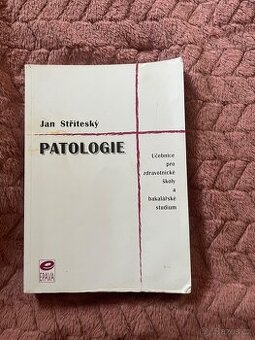 Jan Stříteský
PATOLOGIE
Učebnice pro
zdravotnické
školy a
bakalářské
studium
EPAVA